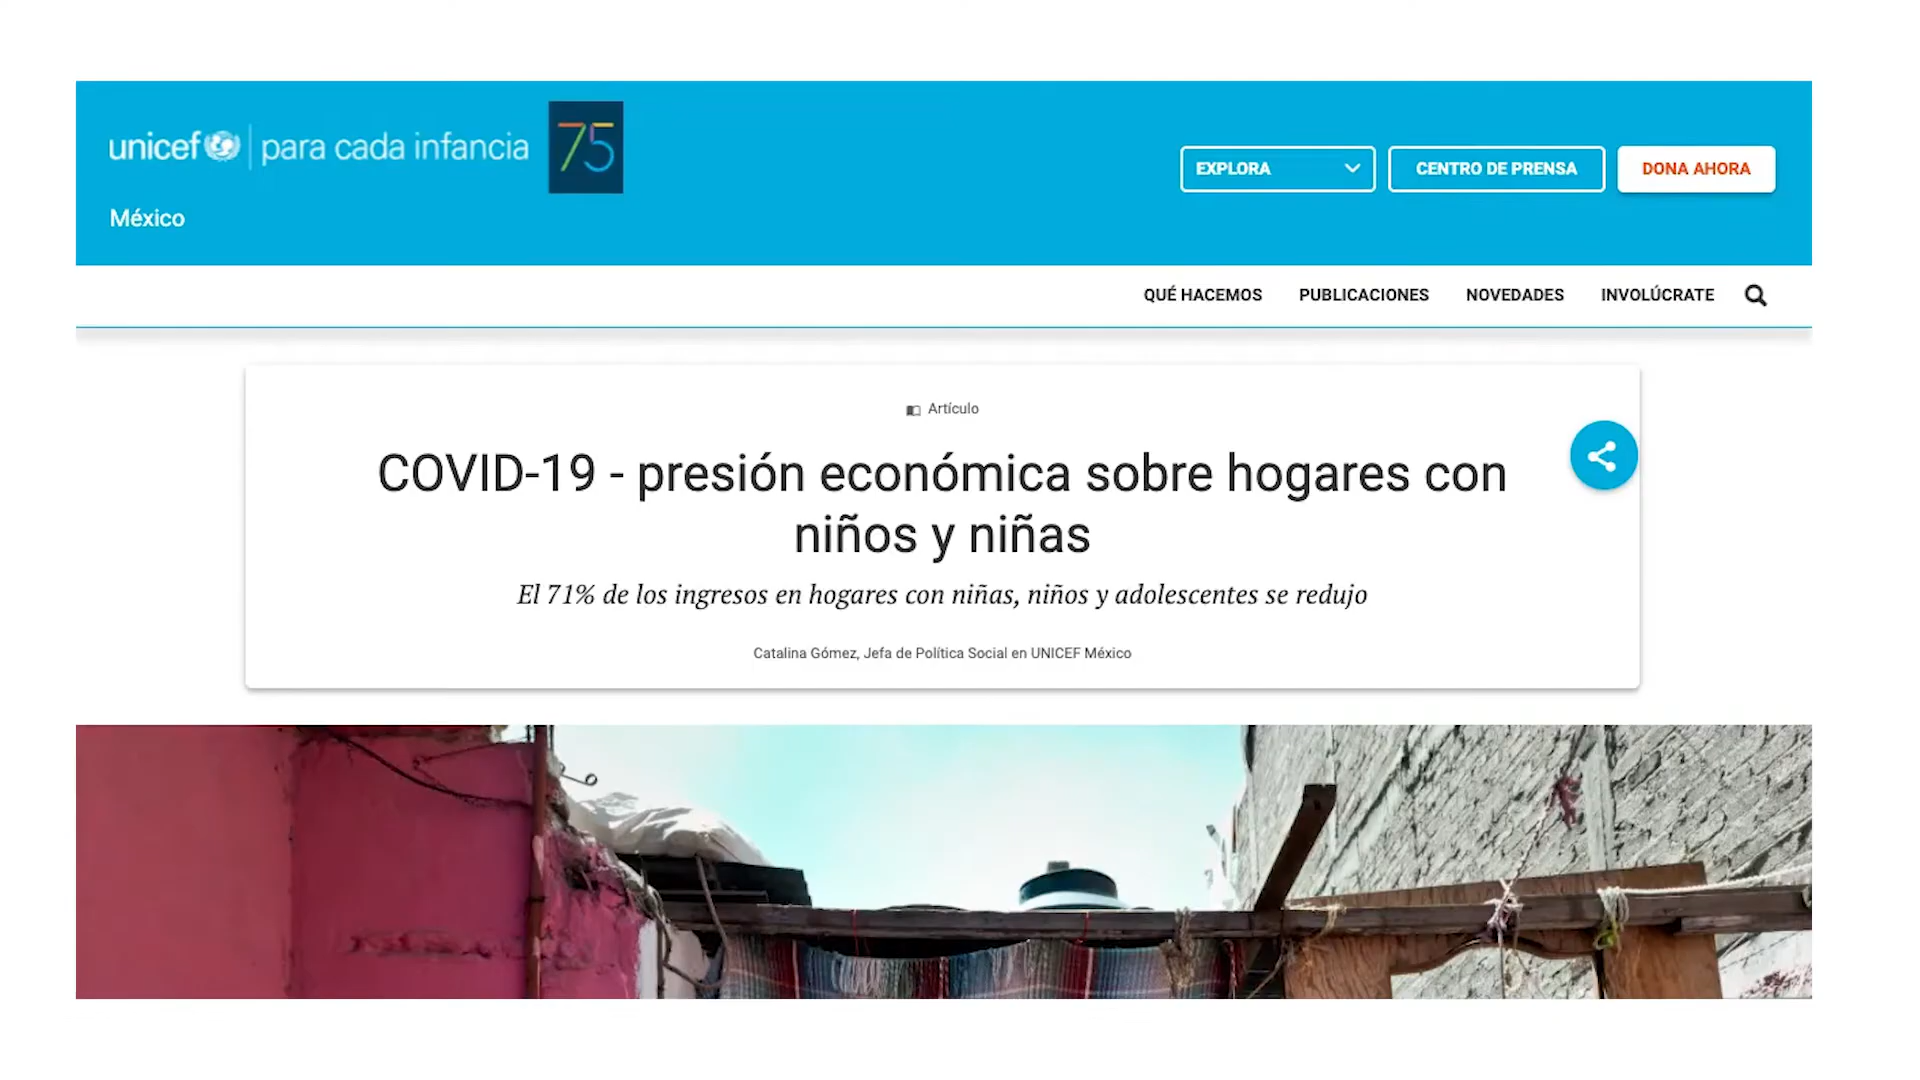 unicef | para cada infancia
75
México
EXPLORA
CENTRO DE PRENSA
DONA AHORA
QUÉ HACEMOS
PUBLICACIONES
NOVEDADES
INVOLÚCRATE
Artículo
COVID-19 - presión económica sobre hogares con
niños y niñas
El 71% de los ingresos en hogares con niñas, niños y adolescentes se redujo
Catalina Gómez, Jefa de Política Social en UNICEF México